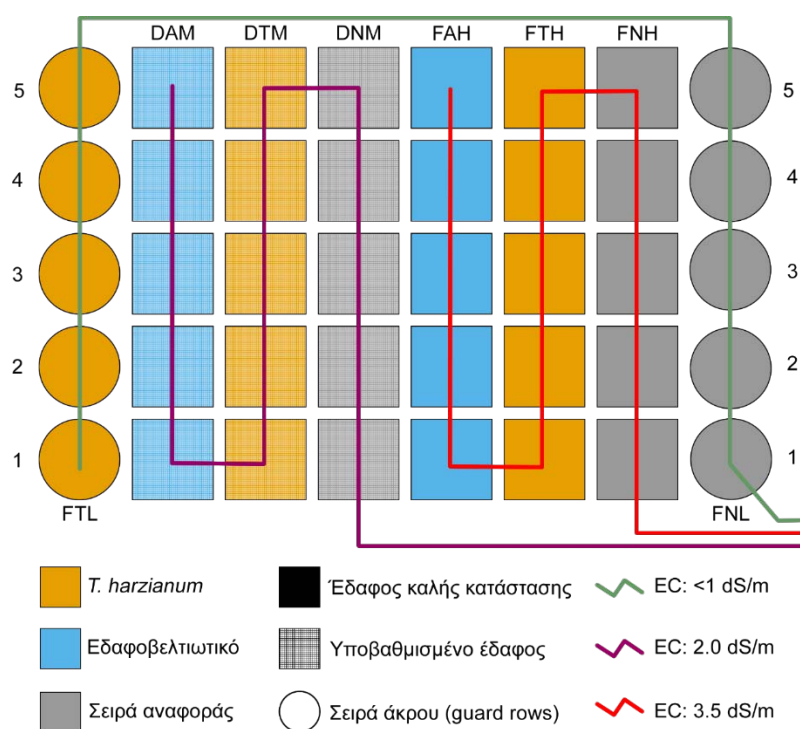 DAM DTM DNM FAH FTH FNH
5 5
4 4
3 3
2 2
1 1
FTL FNL
T. harzianum Έδαφος καλής κατάστασης EC: <1 dS/m
Εδαφοβελτιωτικό Υποβαθμισμένο έδαφος EC: 2.0 dS/m
Σειρά αναφοράς Σειρά άκρου (guard rows) EC: 3.5 dS/m